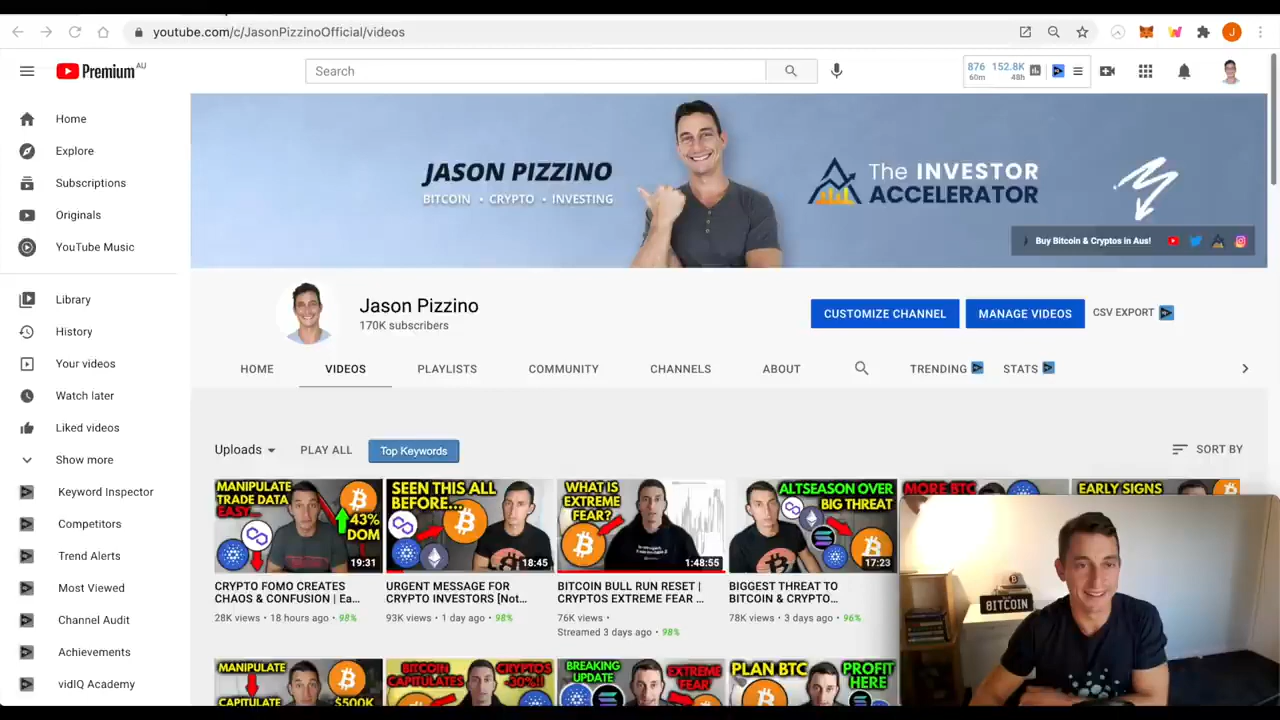 youtube.com/c/JasonPizzinoOfficial/videos
J
Premium AU
Search
876 152.8K
60m 48h
Home
Explore
Subscriptions
Originals
YouTube Music
Library
History
Your videos
Watch later
Liked videos
Show more
Keyword Inspector
Competitors
Trend Alerts
Most Viewed
Channel Audit
Achievements
vidIQ Academy
JASON PIZZINO
BITCOIN • CRYPTO • INVESTING
The INVESTOR
ACCELERATOR
Buy Bitcoin & Cryptos in Aus!
Jason Pizzino
170K subscribers
CUSTOMIZE CHANNEL
MANAGE VIDEOS
CSV EXPORT
HOME
VIDEOS
PLAYLISTS
COMMUNITY
CHANNELS
ABOUT
TRENDING
STATS
Uploads
PLAY ALL
Top Keywords
SORT BY
MANIPULATE
TRADE DATA
EASY...
43%
DOM
19:31
CRYPTO FOMO CREATES
CHAOS & CONFUSION | Ea...
28K views • 18 hours ago • 98%
SEEN THIS ALL
BEFORE...
18:45
URGENT MESSAGE FOR
CRYPTO INVESTORS [Not...
93K views • 1 day ago • 98%
WHAT IS
EXTREME
FEAR?
1:48:55
BITCOIN BULL RUN RESET |
CRYPTOS EXTREME FEAR ...
76K views •
Streamed 3 days ago • 98%
ALTSEASON OVER
BIG THREAT
17:23
BIGGEST THREAT TO
BITCOIN & CRYPTO...
78K views • 3 days ago • 96%
MORE BTC
EARLY SIGNS
BITCOIN
MANIPULATE
CAPITULATE
$500K
BITCOIN
CAPITULATES
CRYPTOS
-30%!!
BREAKING
UPDATE
EXTREME
FEAR
PLAN BTC
PROFIT
HERE